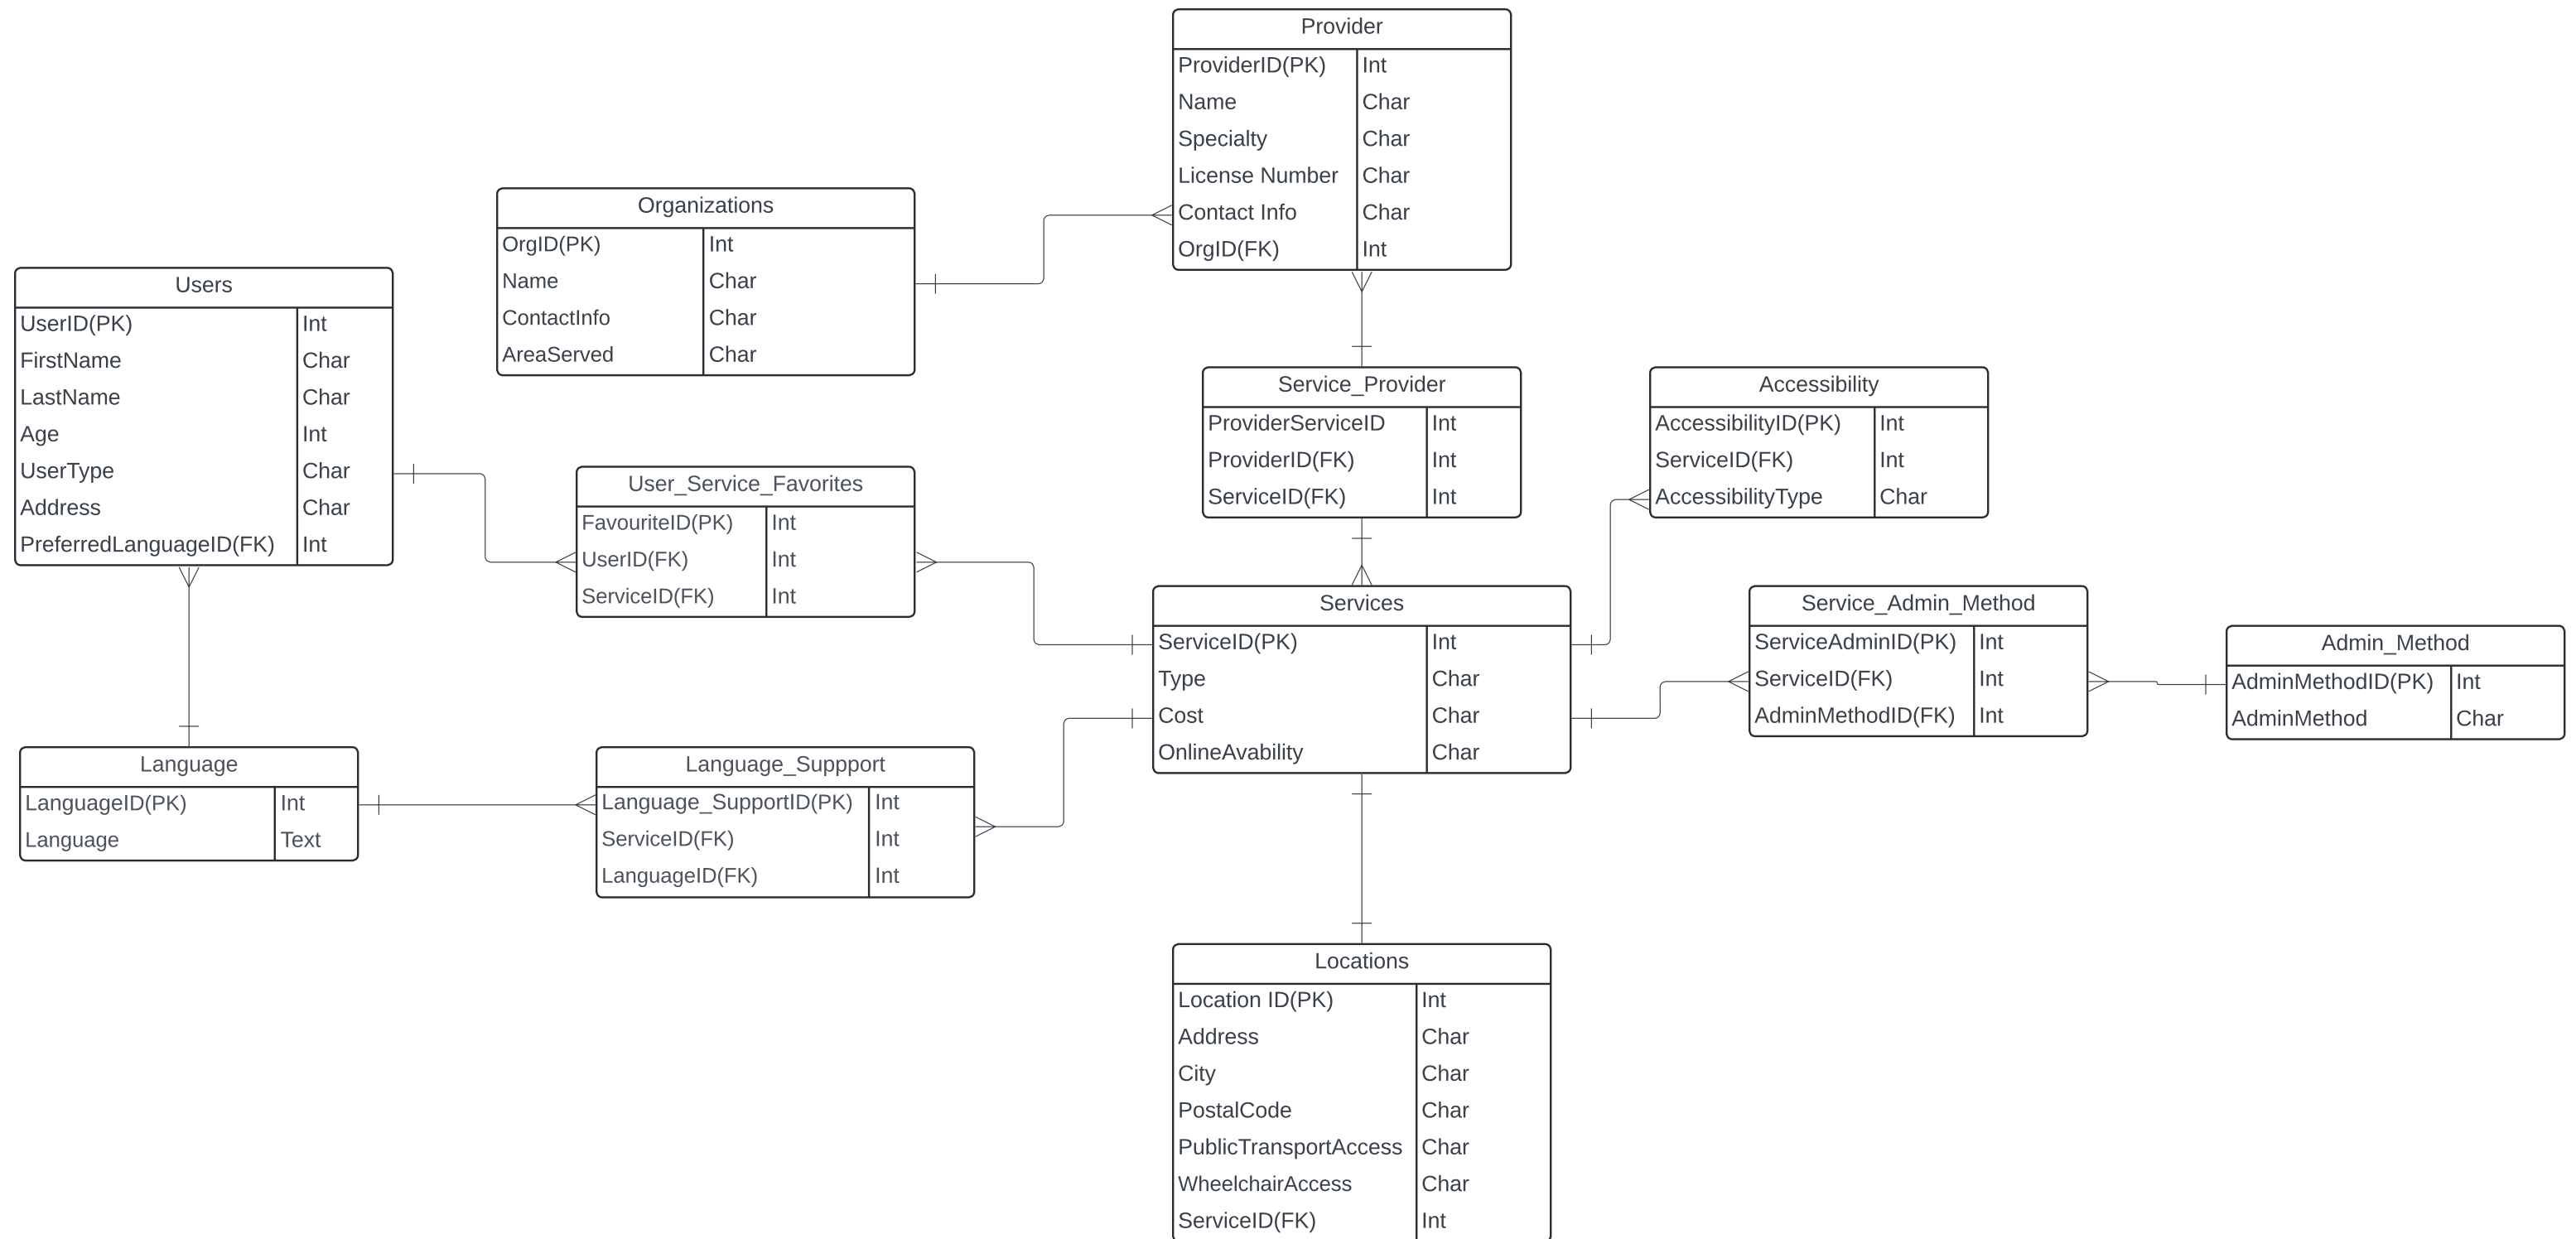 Provider
ProviderID(PK) Int
Name Char
Specialty Char
License Number Char
Contact Info Char
OrgID(FK) Int
Organizations
OrgID(PK) Int
Name Char
ContactInfo Char
AreaServed Char
Users
UserID(PK) Int
FirstName Char
LastName Char
Age Int
UserType Char
Address Char
PreferredLanguageID(FK) Int
Service_Provider
ProviderServiceID Int
ProviderID(FK) Int
ServiceID(FK) Int
Accessibility
AccessibilityID(PK) Int
ServiceID(FK) Int
AccessibilityType Char
User_Service_Favorites
FavouriteID(PK) Int
UserID(FK) Int
ServiceID(FK) Int
Services
ServiceID(PK) Int
Type Char
Cost Char
OnlineAvability Char
Service_Admin_Method
ServiceAdminID(PK) Int
ServiceID(FK) Int
AdminMethodID(FK) Int
Admin_Method
AdminMethodID(PK) Int
AdminMethod Char
Language
LanguageID(PK) Int
Language Text
Language_Suppport
Language_SupportID(PK) Int
ServiceID(FK) Int
LanguageID(FK) Int
Locations
Location ID(PK) Int
Address Char
City Char
PostalCode Char
PublicTransportAccess Char
WheelchairAccess Char
ServiceID(FK) Int